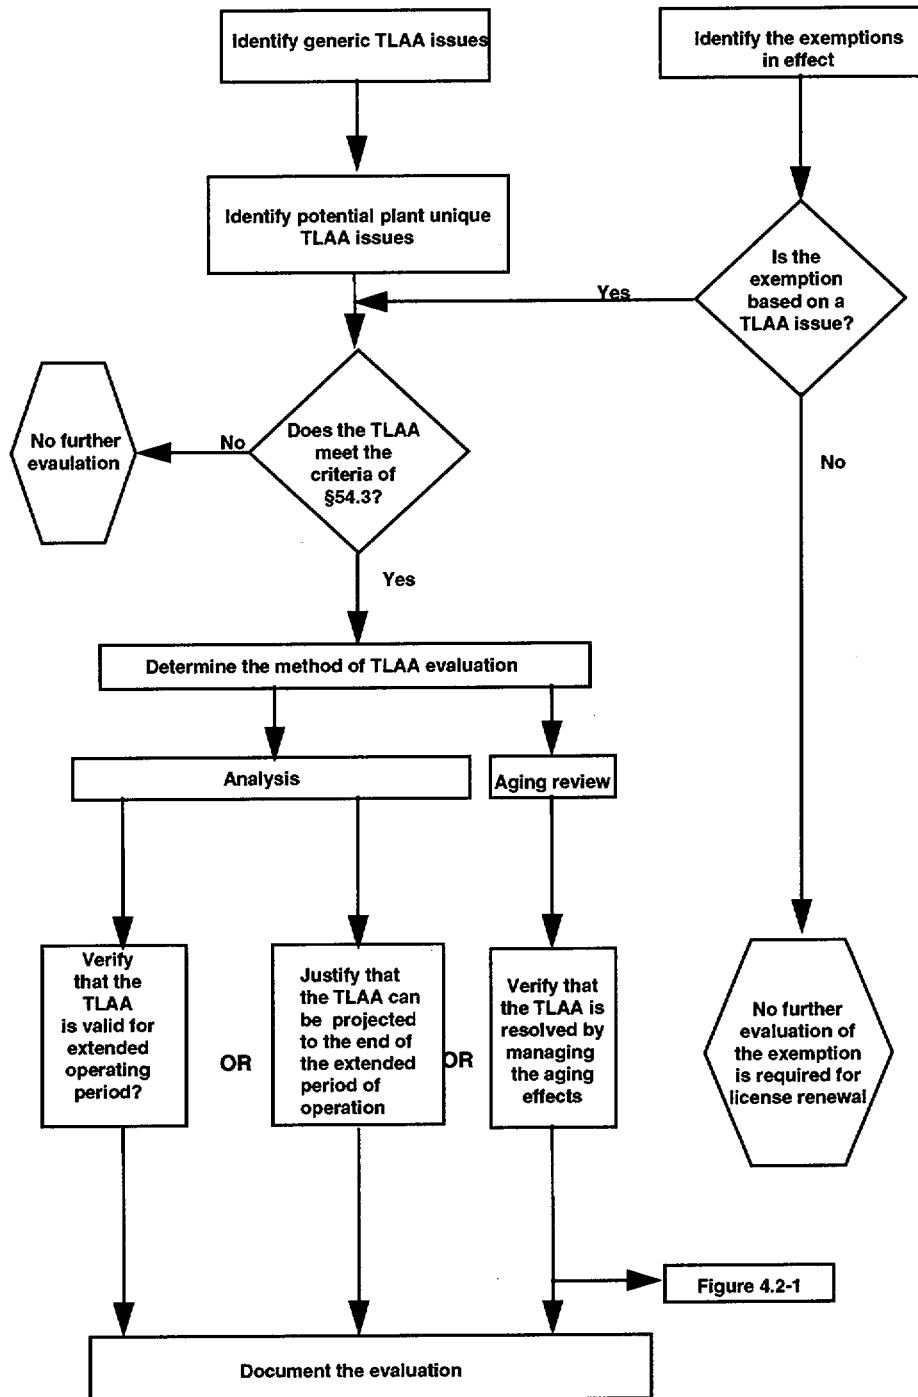 Identify generic TLAA issues
Identify the exemptions
in effect
Identify potential plant unique
TLAA issues
Is the
exemption
based on a
TLAA issue?
Yes
No further
evaulation
No
Does the TLAA
meet the
criteria of
§54.3?
No
Yes
Determine the method of TLAA evaluation
Analysis
Aging review
Verify
that the
TLAA
is valid for
extended
operating
period?
OR
Justify that
the TLAA can
be projected
to the end of
the extended
period of
operation
OR
Verify that
the TLAA is
resolved by
managing
the aging
effects
No further
evaluation of
the exemption
is required for
license renewal
Figure 4.2-1
Document the evaluation